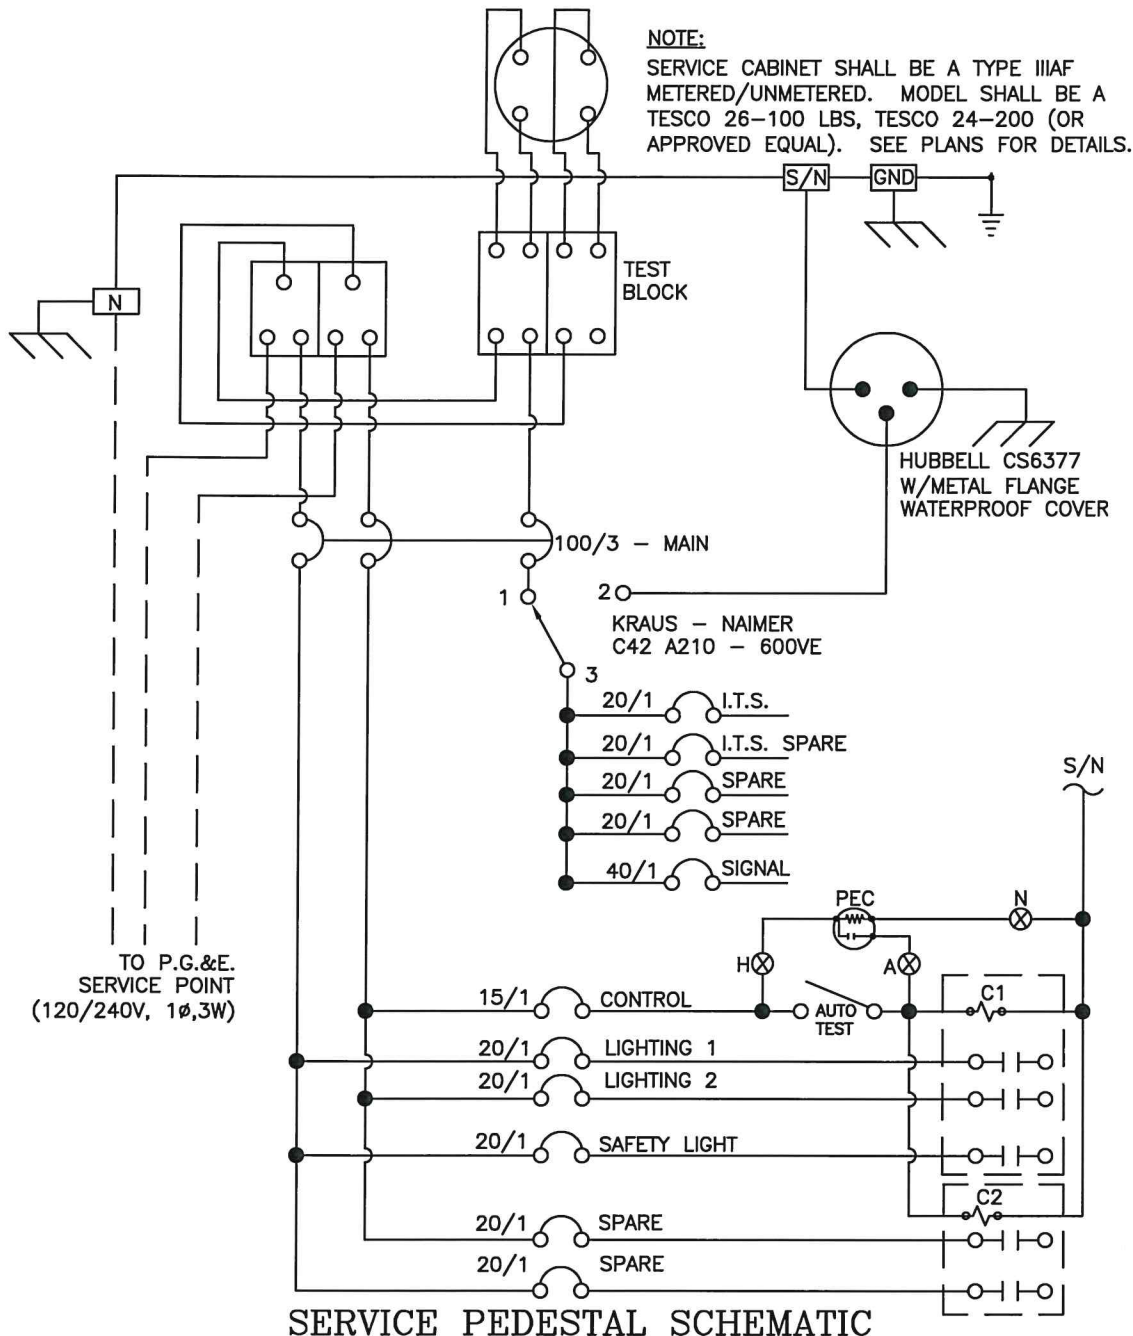 NOTE:
SERVICE CABINET SHALL BE A TYPE IIIAF
METERED/UNMETERED. MODEL SHALL BE A
TESCO 26-100 LBS, TESCO 24-200 (OR
APPROVED EQUAL). SEE PLANS FOR DETAILS.
S/N
GND
TEST
BLOCK
N
HUBBELL CS6377
W/METAL FLANGE
WATERPROOF COVER
100/3 - MAIN
1
2
KRAUS - NAIMER
C42 A210 - 600VE
3
20/1 I.T.S.
20/1 I.T.S. SPARE
20/1 SPARE
20/1 SPARE
40/1 SIGNAL
S/N
PEC
N
H
A
TO P.G.&E.
SERVICE POINT
(120/240V, 1ø,3W)
15/1 CONTROL
AUTO
TEST
C1
20/1 LIGHTING 1
20/1 LIGHTING 2
20/1 SAFETY LIGHT
C2
20/1 SPARE
20/1 SPARE
SERVICE PEDESTAL SCHEMATIC